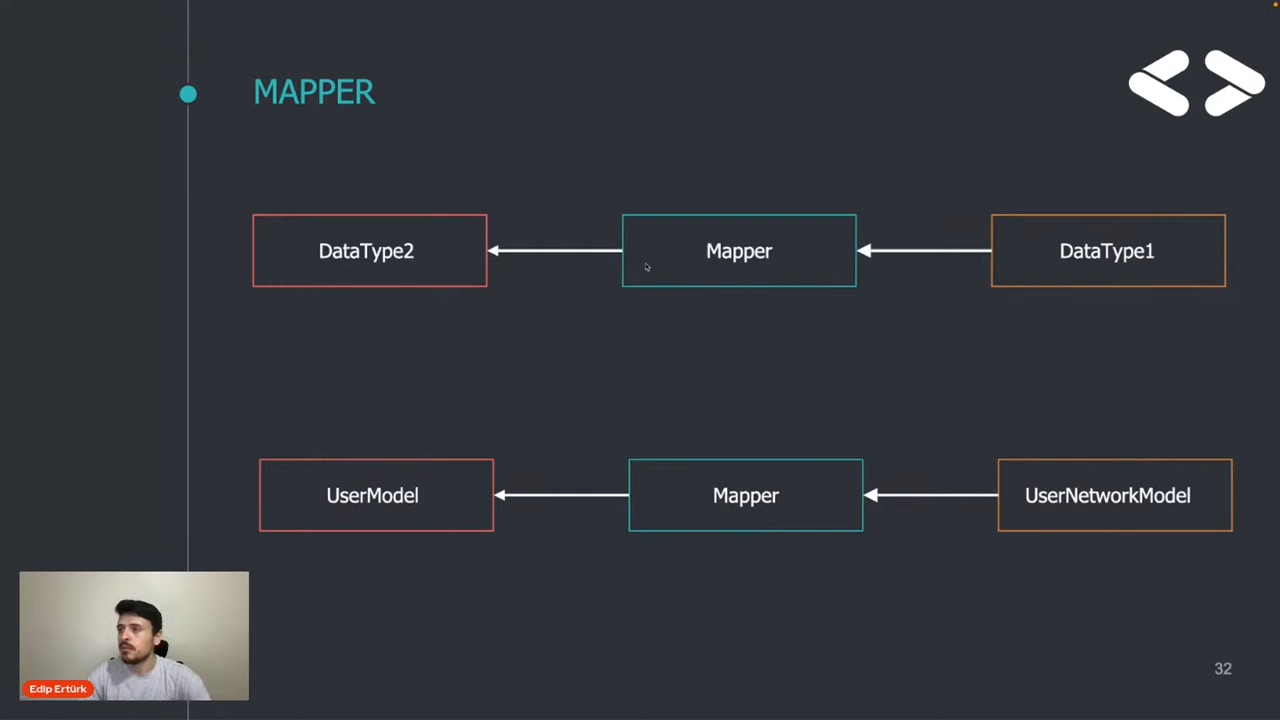 MAPPER
DataType2
Mapper
DataType1
UserModel
Mapper
UserNetworkModel
Edip Ertürk
32